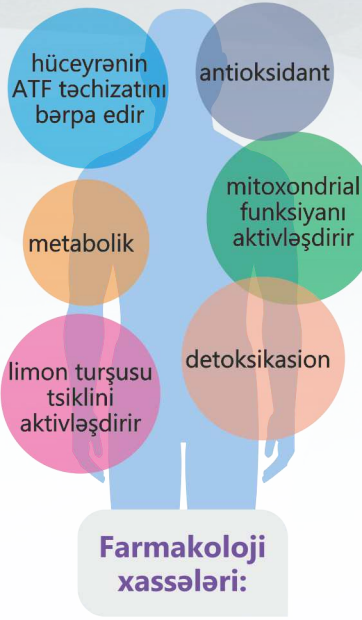 hüceyrənin
ATF təchizatını
bərpa edir
antioksidant
mitoxondrial
funksiyanı
aktivləşdirir
metabolik
detoksikasion
limon turşusu
tsiklini
aktivləşdirir
Farmakoloji
xassələri: